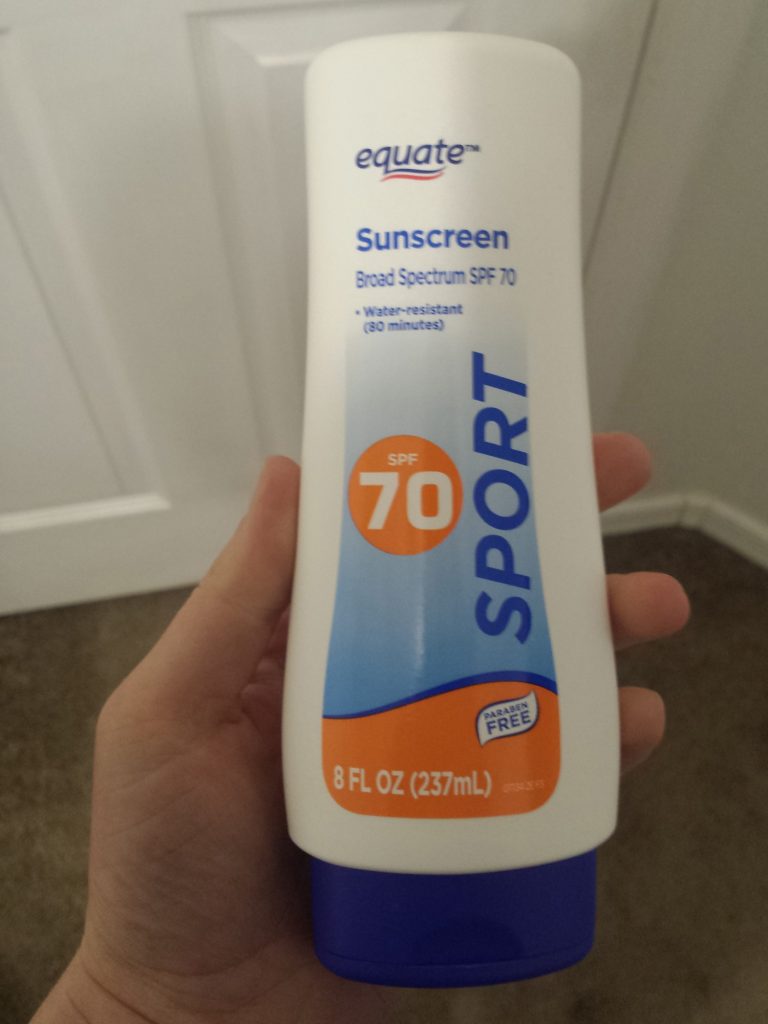 equate™
Sunscreen
Broad Spectrum SPF 70
• Water-resistant
(80 minutes)
SPORT
SPF
70
PARABEN
FREE
8 FL OZ (237mL)